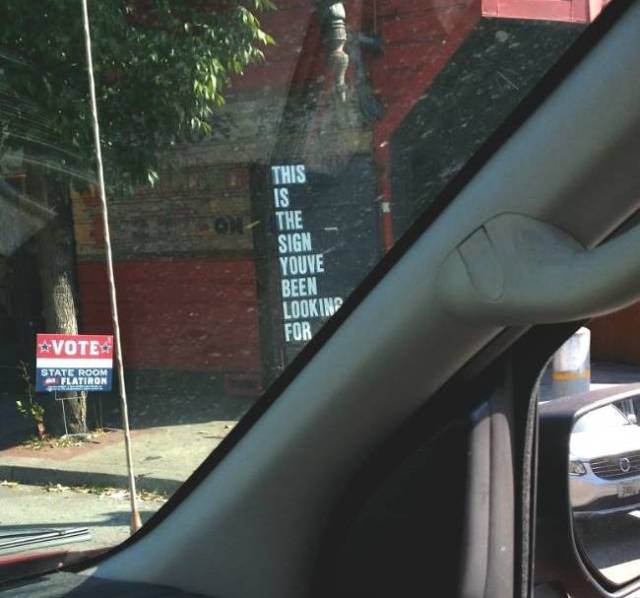 THIS
IS
THE
SIGN
YOUVE
BEEN
LOOKING
FOR
VOTE
STATE ROOM
FLATIRON